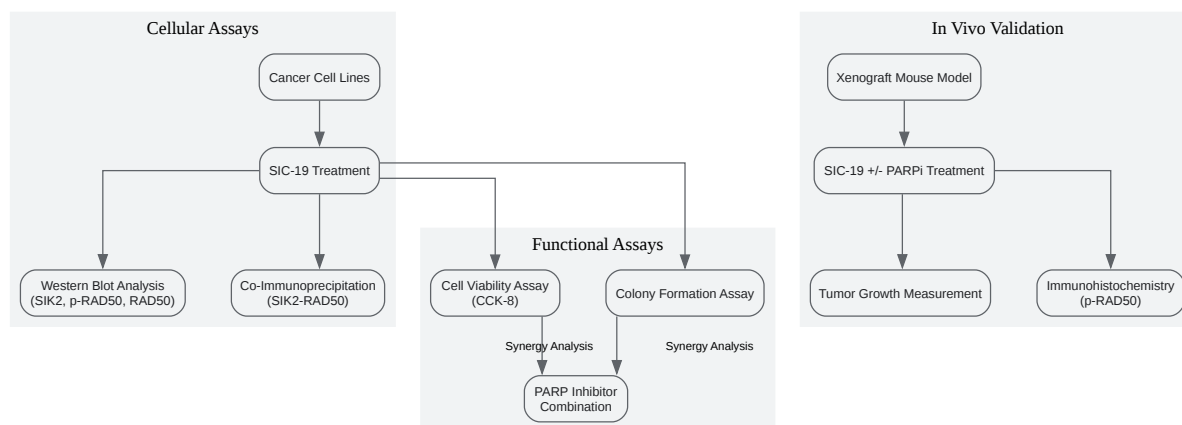 Cellular Assays
Cancer Cell Lines
SIC-19 Treatment
Western Blot Analysis
(SIK2, p-RAD50, RAD50)
Co-Immunoprecipitation
(SIK2-RAD50)
Functional Assays
Cell Viability Assay
(CCK-8)
Colony Formation Assay
Synergy Analysis
Synergy Analysis
PARP Inhibitor
Combination
In Vivo Validation
Xenograft Mouse Model
SIC-19 +/- PARPi Treatment
Tumor Growth Measurement
Immunohistochemistry
(p-RAD50)